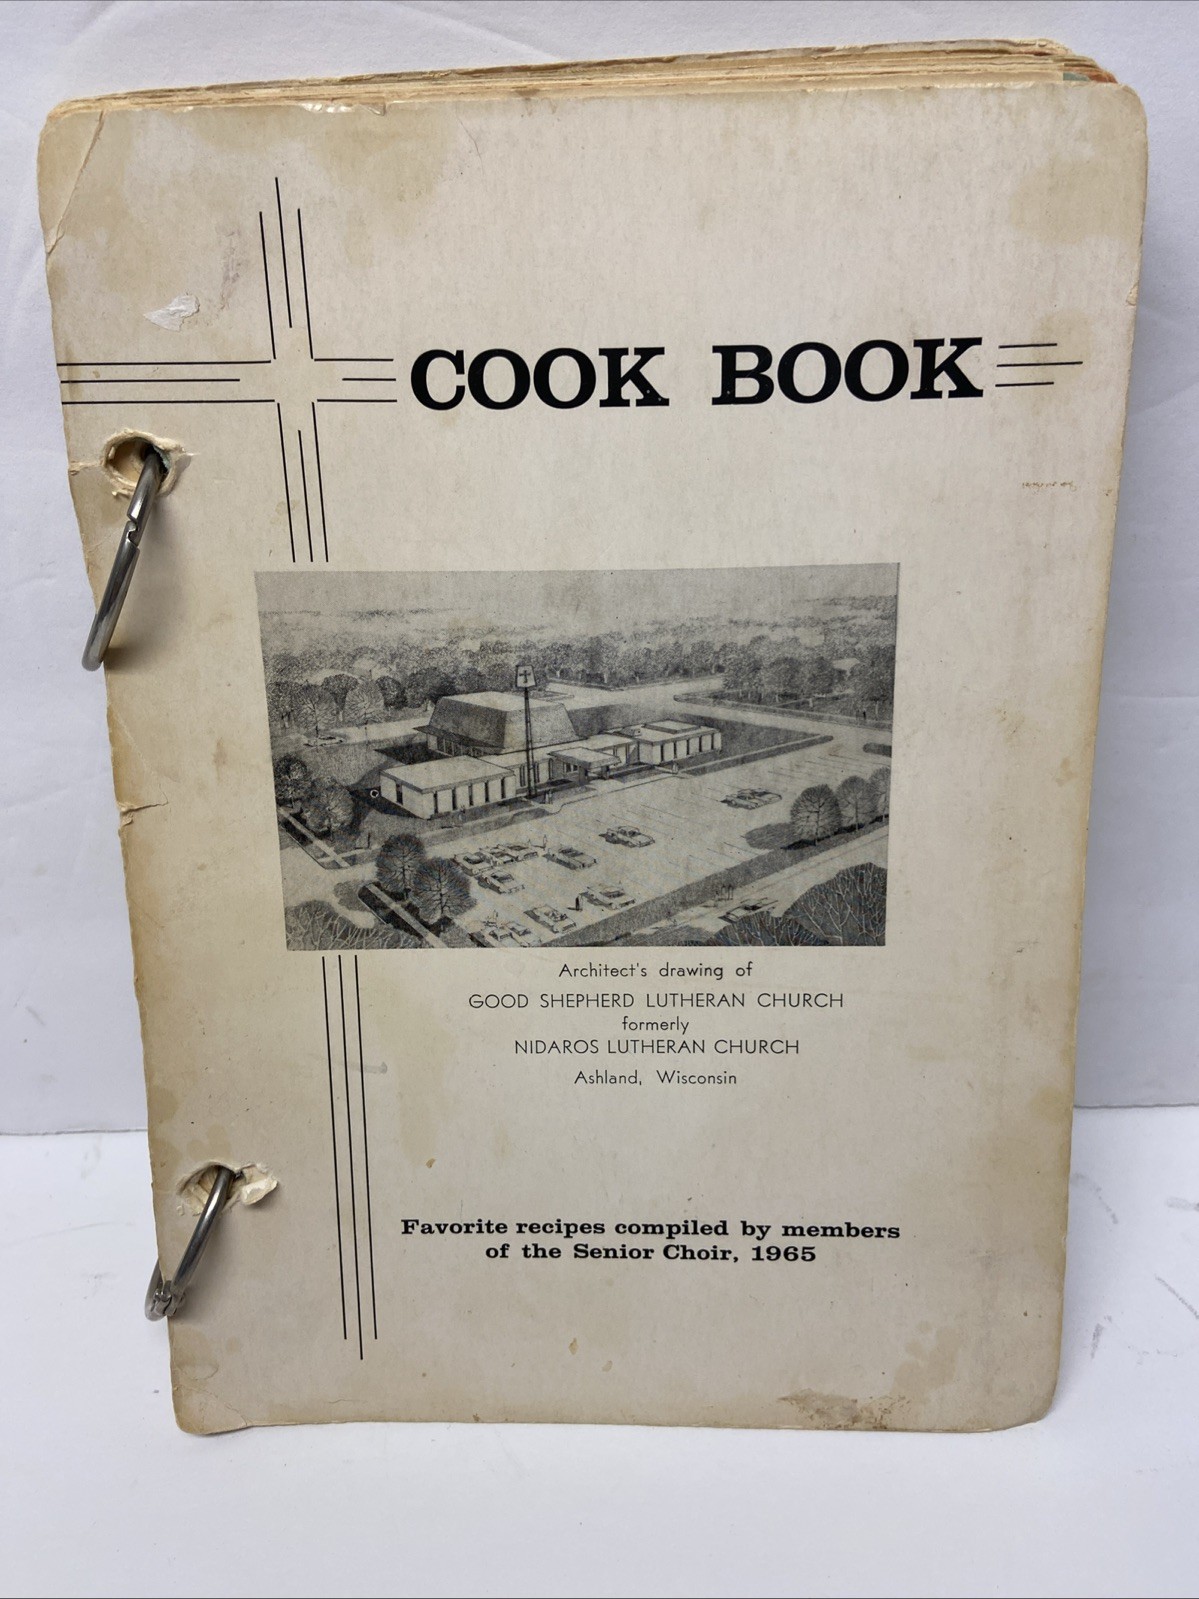 COOK BOOK
Architect's drawing of
GOOD SHEPHERD LUTHERAN CHURCH
formerly
NIDAROS LUTHERAN CHURCH
Ashland, Wisconsin
Favorite recipes compiled by members
of the Senior Choir, 1965